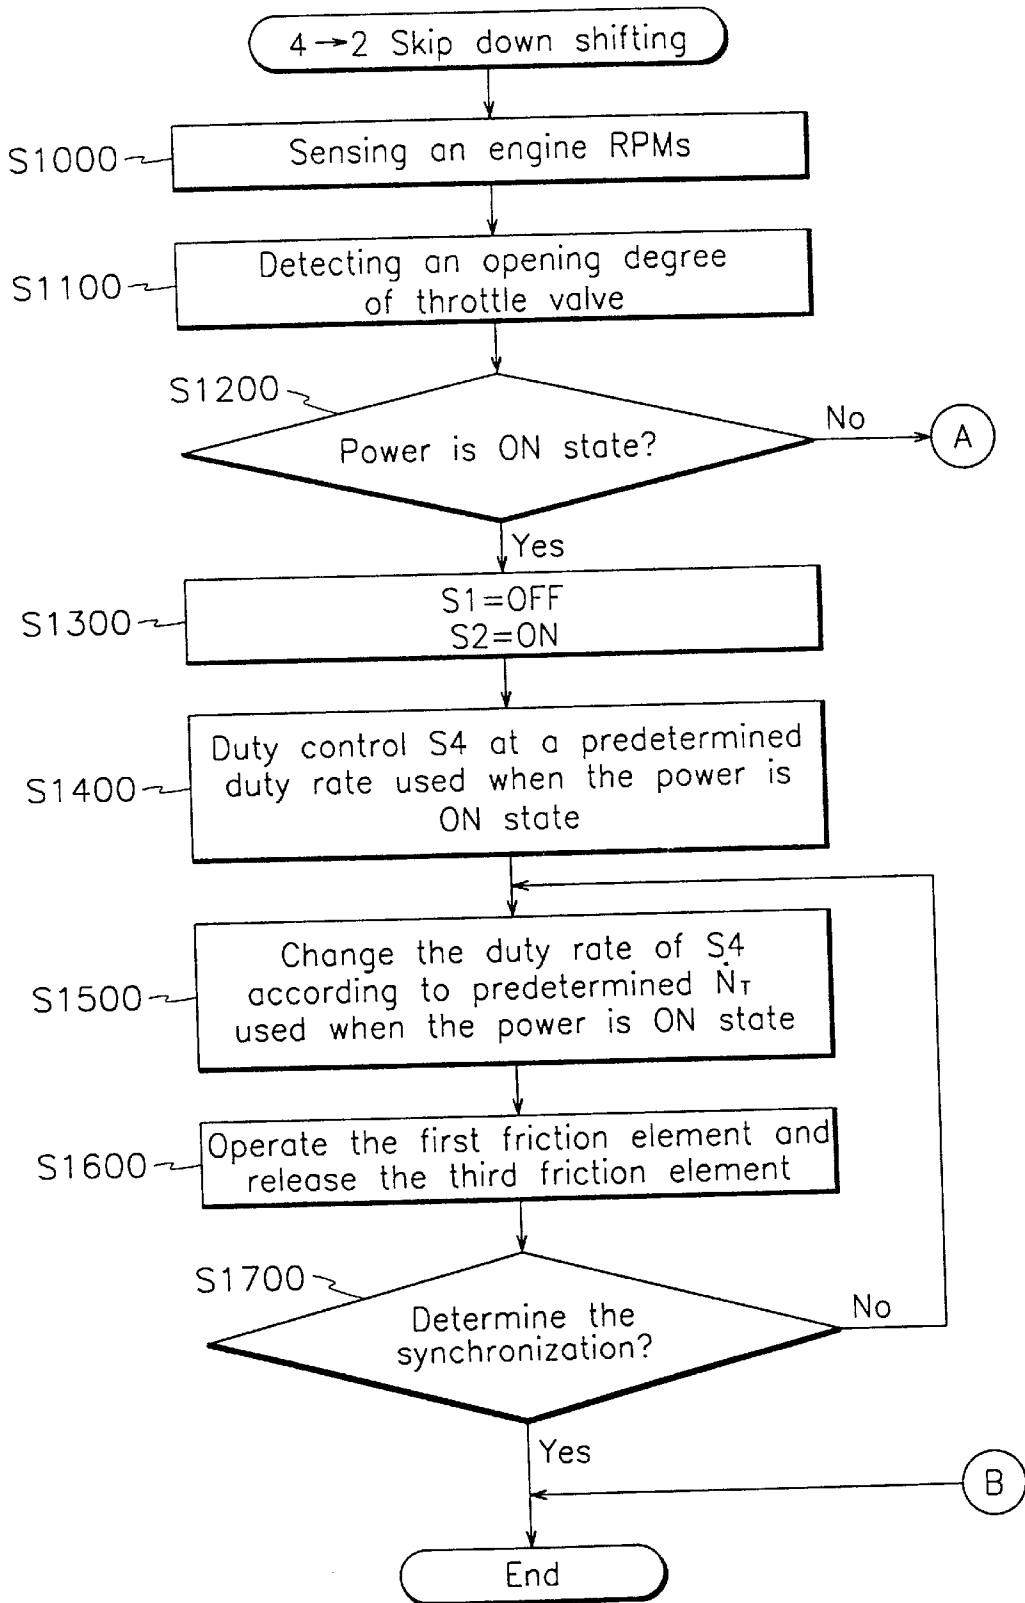 4→2 Skip down shifting
S1000
Sensing an engine RPMs
S1100
Detecting an opening degree
of throttle valve
S1200
Power is ON state?
No
A
Yes
S1300
S1=OFF
S2=ON
S1400
Duty control S4 at a predetermined
duty rate used when the power is
ON state
S1500
Change the duty rate of S4
according to predetermined ṄT
used when the power is ON state
S1600
Operate the first friction element and
release the third friction element
S1700
Determine the
synchronization?
No
Yes
B
End